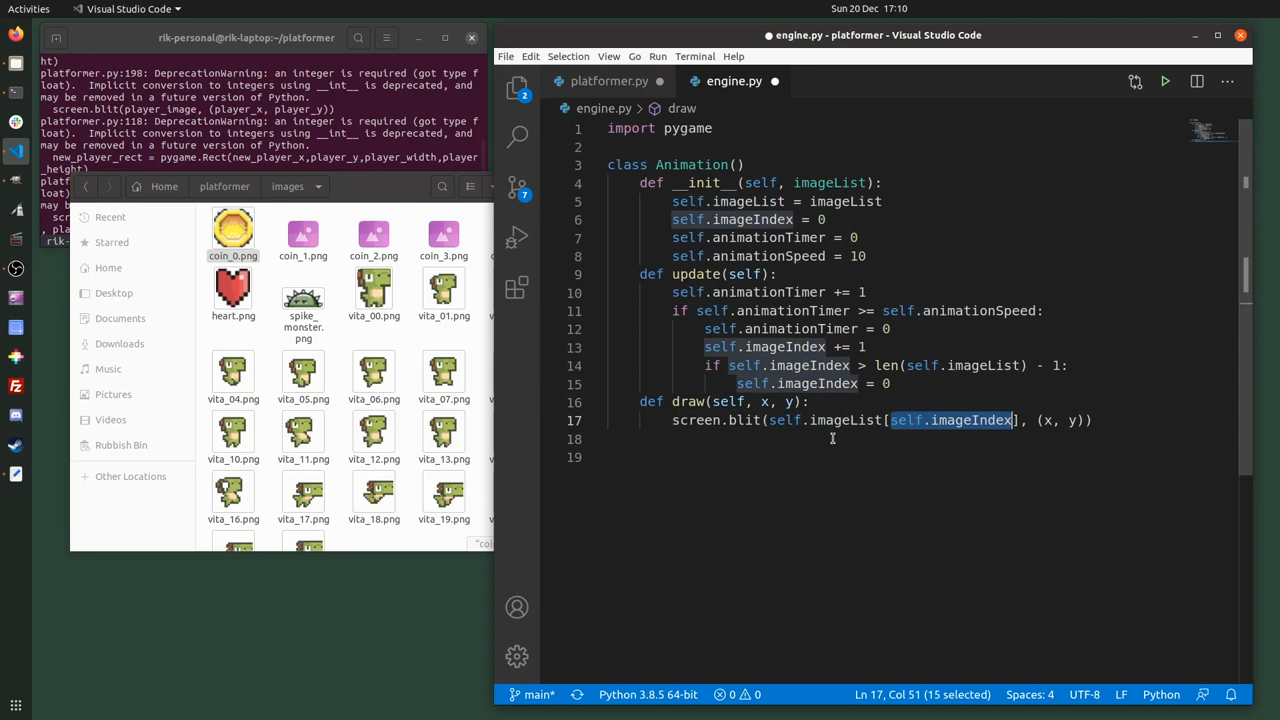 Activities
Visual Studio Code
Sun 20 Dec 17:10
rik-personal@rik-laptop:~/platformer
ht)
platformer.py:198: DeprecationWarning: an integer is required (got type f
loat). Implicit conversion to integers using __int__ is deprecated, and
may be removed in a future version of Python.
screen.blit(player_image, (player_x, player_y))
platformer.py:118: DeprecationWarning: an integer is required (got type f
loat). Implicit conversion to integers using __int__ is deprecated, and
may be removed in a future version of Python.
new_player_rect = pygame.Rect(new_player_x,player_y,player_width,player
_height)
Home
platformer
images
Recent
Starred
Home
Desktop
Documents
Downloads
Music
Pictures
Videos
Rubbish Bin
Other Locations
coin_0.png
coin_1.png
coin_2.png
coin_3.png
heart.png
spike_
monster.
png
vita_00.png
vita_01.png
vita_04.png
vita_05.png
vita_06.png
vita_07.png
vita_10.png
vita_11.png
vita_12.png
vita_13.png
vita_16.png
vita_17.png
vita_18.png
vita_19.png
engine.py - platformer - Visual Studio Code
File Edit Selection View Go Run Terminal Help
platformer.py
engine.py
engine.py > draw
1 import pygame
2
3 class Animation()
4 def __init__(self, imageList):
5 self.imageList = imageList
6 self.imageIndex = 0
7 self.animationTimer = 0
8 self.animationSpeed = 10
9 def update(self):
10 self.animationTimer += 1
11 if self.animationTimer >= self.animationSpeed:
12 self.animationTimer = 0
13 self.imageIndex += 1
14 if self.imageIndex > len(self.imageList) - 1:
15 self.imageIndex = 0
16 def draw(self, x, y):
17 screen.blit(self.imageList[self.imageIndex], (x, y))
18
19
2
7
main*
Python 3.8.5 64-bit
0
0
Ln 17, Col 51 (15 selected)
Spaces: 4
UTF-8
LF
Python